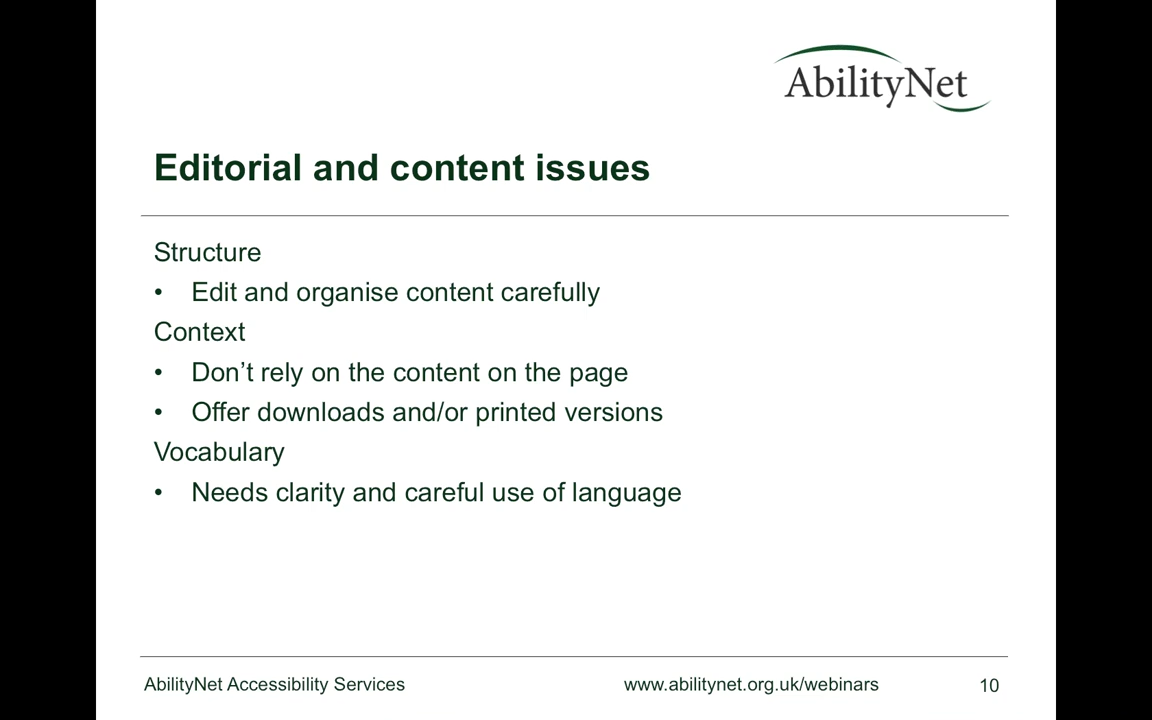 AbilityNet
Editorial and content issues
Structure
• Edit and organise content carefully
Context
• Don’t rely on the content on the page
• Offer downloads and/or printed versions
Vocabulary
• Needs clarity and careful use of language
AbilityNet Accessibility Services www.abilitynet.org.uk/webinars 10